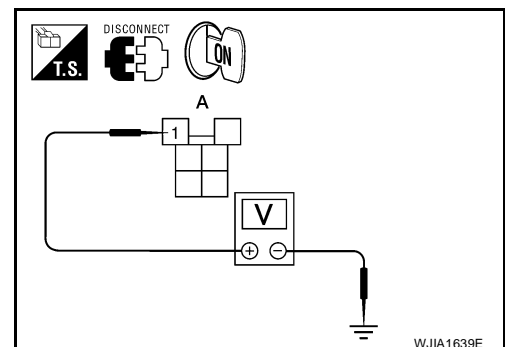 DISCONNECT
T.S.
ON
A
1
V
+ −
WJIA1639E